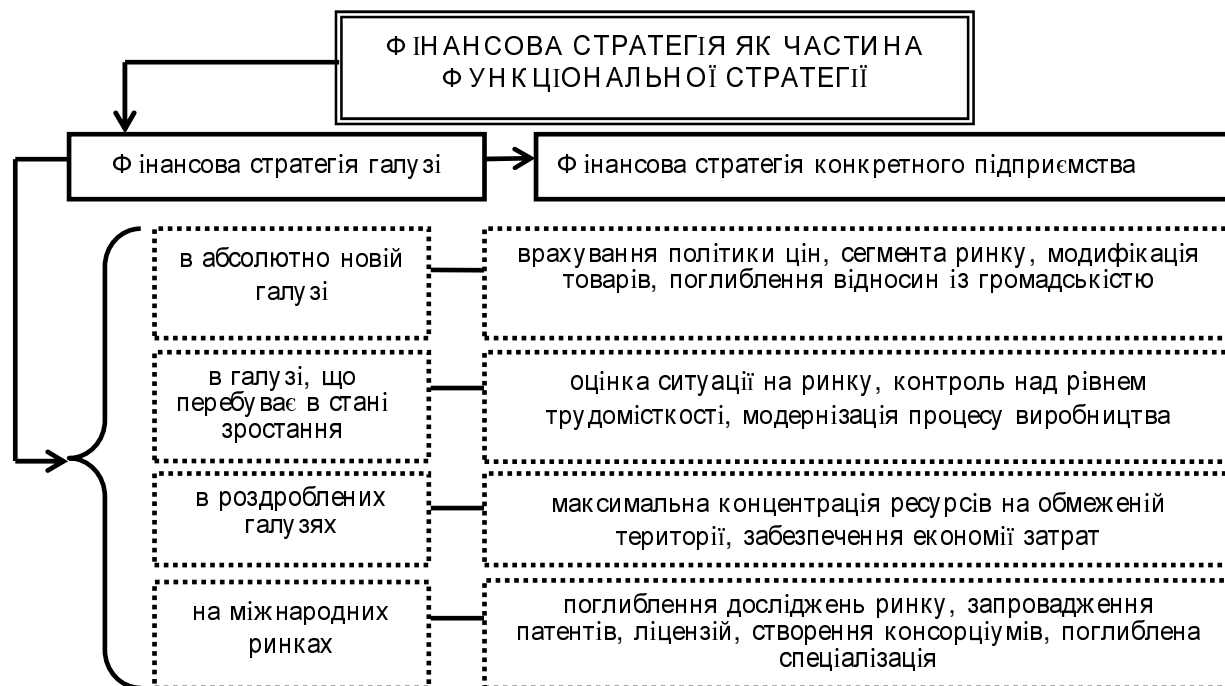 ФІНАНСОВА СТРАТЕГІЯ ЯК ЧАСТИНА
ФУНКЦІОНАЛЬНОЇ СТРАТЕГІЇ
Фінансова стратегія галузі
Фінансова стратегія конкретного підприємства
в абсолютно новій
галузі
врахування політики цін, сегмента ринку, модифікація
товарів, поглиблення відносин із громадськістю
в галузі, що
перебуває в стані
зростання
оцінка ситуації на ринку, контроль над рівнем
трудомісткості, модернізація процесу виробництва
в роздроблених
галузях
максимальна концентрація ресурсів на обмеженій
території, забезпечення економії затрат
на міжнародних
ринках
поглиблення досліджень ринку, запровадження
патентів, ліцензій, створення консорціумів, поглиблена
спеціалізація